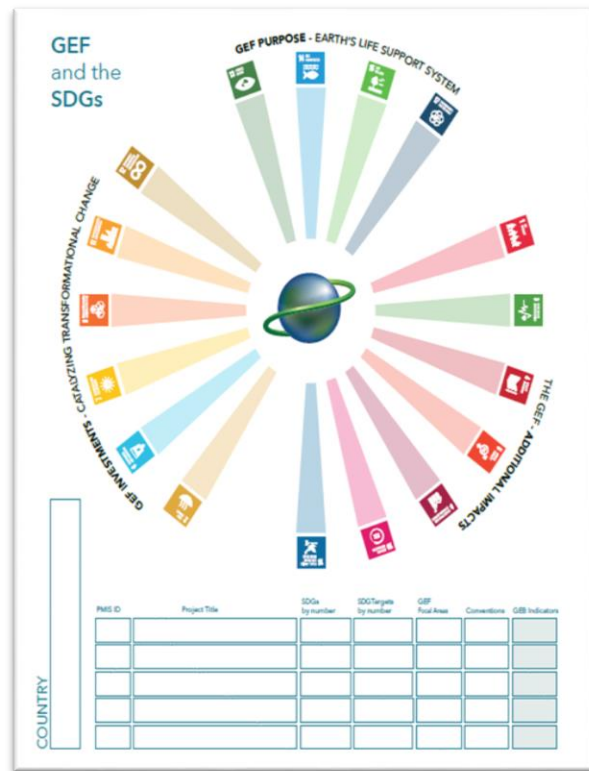 GEF
and the
SDGs
GEF PURPOSE - EARTH'S LIFE SUPPORT SYSTEM
GEF INVESTMENTS - CATALYZING TRANSFORMATIONAL CHANGE
THE GEF - ADDITIONAL IMPACTS
COUNTRY
PMIS ID
Project Title
SDGs
by number
SDGTargets
by number
GEF
Focal Areas
Conventions
GEB Indicators